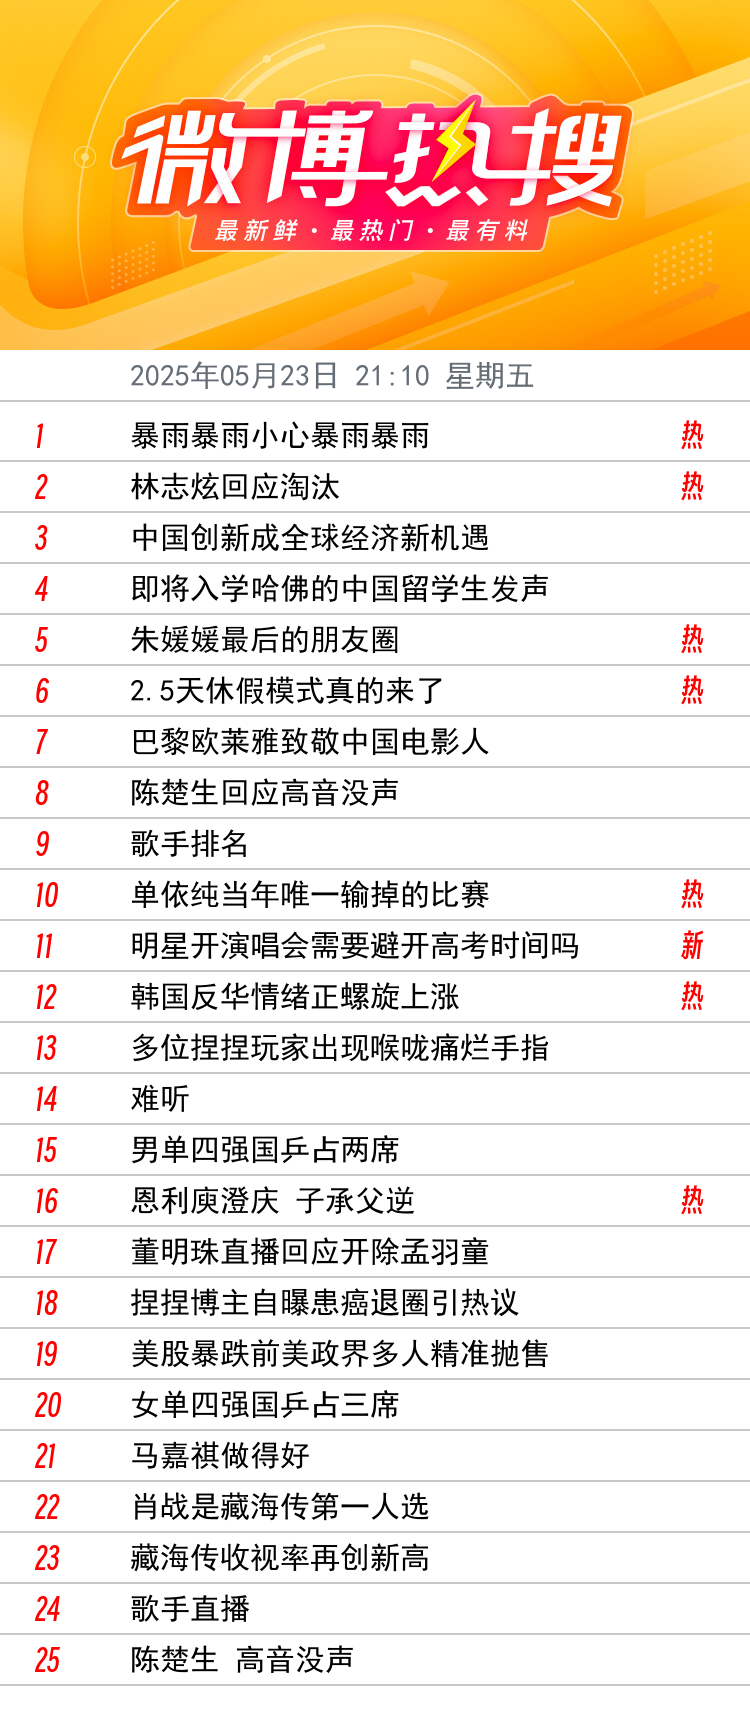 微博热搜
最新鲜·最热门·最有料
2025年05月23日 21:10 星期五
1 暴雨暴雨小心暴雨暴雨 热
2 林志炫回应淘汰 热
3 中国创新成全球经济新机遇
4 即将入学哈佛的中国留学生发声
5 朱媛媛最后的朋友圈 热
6 2.5天休假模式真的来了 热
7 巴黎欧莱雅致敬中国电影人
8 陈楚生回应高音没声
9 歌手排名
10 单依纯当年唯一输掉的比赛 热
11 明星开演唱会需要避开高考时间吗 新
12 韩国反华情绪正螺旋上涨 热
13 多位捏捏玩家出现喉咙痛烂手指
14 难听
15 男单四强国乒占两席
16 恩利庾澄庆 子承父逆 热
17 董明珠直播回应开除孟羽童
18 捏捏博主自曝患癌退圈引热议
19 美股暴跌前美政界多人精准抛售
20 女单四强国乒占三席
21 马嘉祺做得好
22 肖战是藏海传第一人选
23 藏海传收视率再创新高
24 歌手直播
25 陈楚生 高音没声